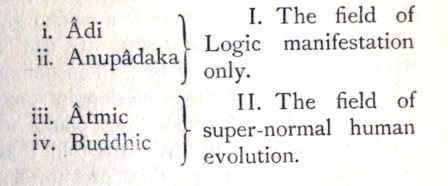 i. Âdi
ii. Anupâdaka
I. The field of
Logic manifestation
only.
iii. Âtmic
iv. Buddhic
II. The field of
super-normal human
evolution.